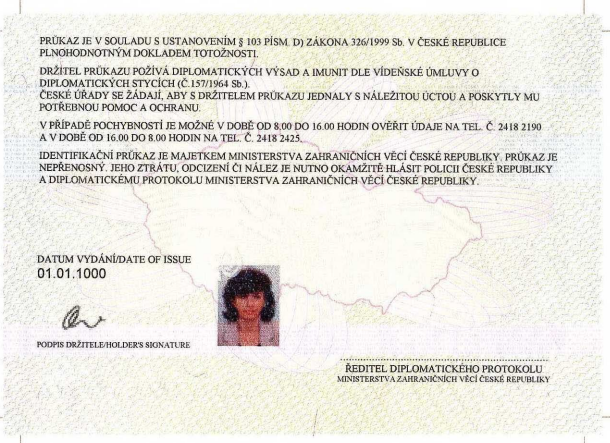 PRŮKAZ JE V SOULADU S USTANOVENÍM § 103 PÍSM. D) ZÁKONA 326/1999 Sb. V ČESKÉ REPUBLICE
PLNOHODNOTNÝM DOKLADEM TOTOŽNOSTI.
DRŽITEL PRŮKAZU POŽÍVÁ DIPLOMATICKÝCH VÝSAD A IMUNIT DLE VÍDEŇSKÉ ÚMLUVY O
DIPLOMATICKÝCH STYCÍCH (Č.157/1964 Sb.).
ČESKÉ ÚŘADY SE ŽÁDAJÍ, ABY S DRŽITELEM PRŮKAZU JEDNALY S NÁLEŽITOU ÚCTOU A POSKYTLY MU
POTŘEBNOU POMOC A OCHRANU.
V PŘÍPADĚ POCHYBNOSTÍ JE MOŽNÉ V DOBĚ OD 8.00 DO 16.00 HODIN OVĚŘIT ÚDAJE NA TEL. Č. 2418 2190
A V DOBĚ OD 16.00 DO 8.00 HODIN NA TEL. Č. 2418 2425.
IDENTIFIKAČNÍ PRŮKAZ JE MAJETKEM MINISTERSTVA ZAHRANIČNÍCH VĚCÍ ČESKÉ REPUBLIKY. PRŮKAZ JE
NEPŘENOSNÝ. JEHO ZTRÁTU, ODCIZENÍ ČI NÁLEZ JE NUTNO OKAMŽITĚ HLÁSIT POLICII ČESKÉ REPUBLIKY
A DIPLOMATICKÉMU PROTOKOLU MINISTERSTVA ZAHRANIČNÍCH VĚCÍ ČESKÉ REPUBLIKY.
DATUM VYDÁNÍ/DATE OF ISSUE
01.01.1000
PODPIS DRŽITELE/HOLDER'S SIGNATURE
ŘEDITEL DIPLOMATICKÉHO PROTOKOLU
MINISTERSTVA ZAHRANIČNÍCH VĚCÍ ČESKÉ REPUBLIKY